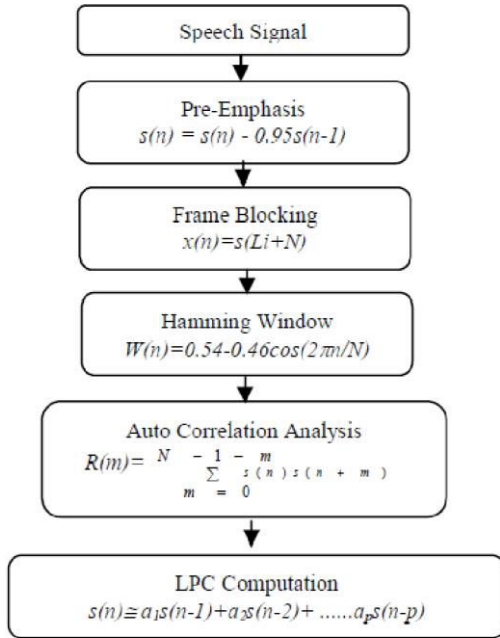 Speech Signal
Pre-Emphasis
s(n) = s(n) - 0.95s(n-1)
Frame Blocking
x(n)=s(Li+N)
Hamming Window
W(n)=0.54-0.46cos(2πn/N)
Auto Correlation Analysis
R(m)= N - 1 - m
∑ s(n)s(n + m)
m = 0
LPC Computation
s(n)≅a₁s(n-1)+a₂s(n-2)+ ......aₚs(n-p)